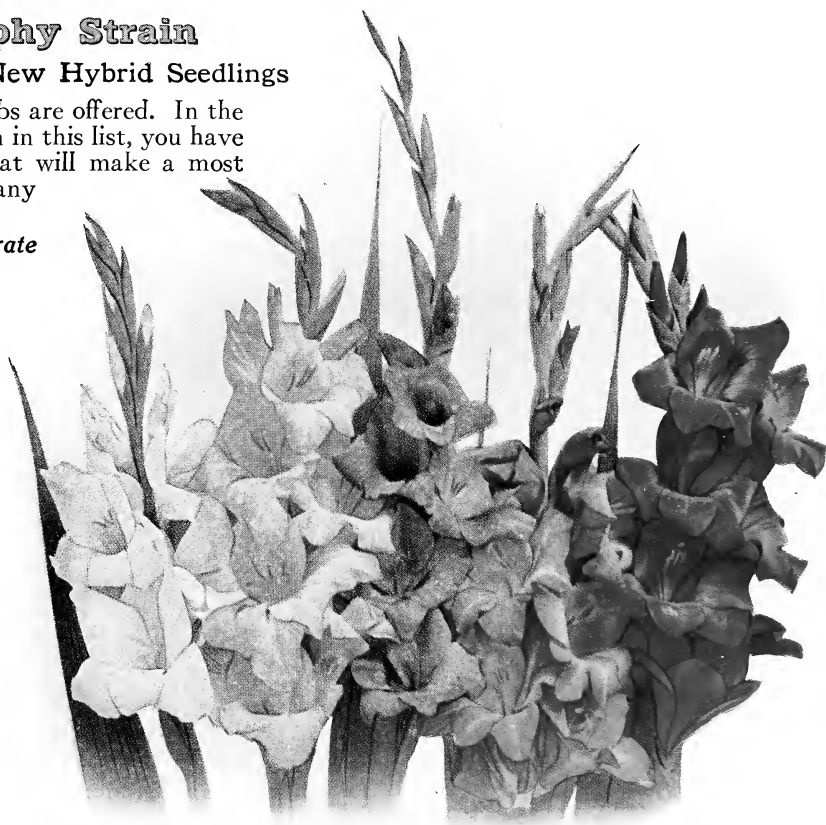 phy Strain
New Hybrid Seedlings
bs are offered. In the
n in this list, you have
at will make a most
any
rate